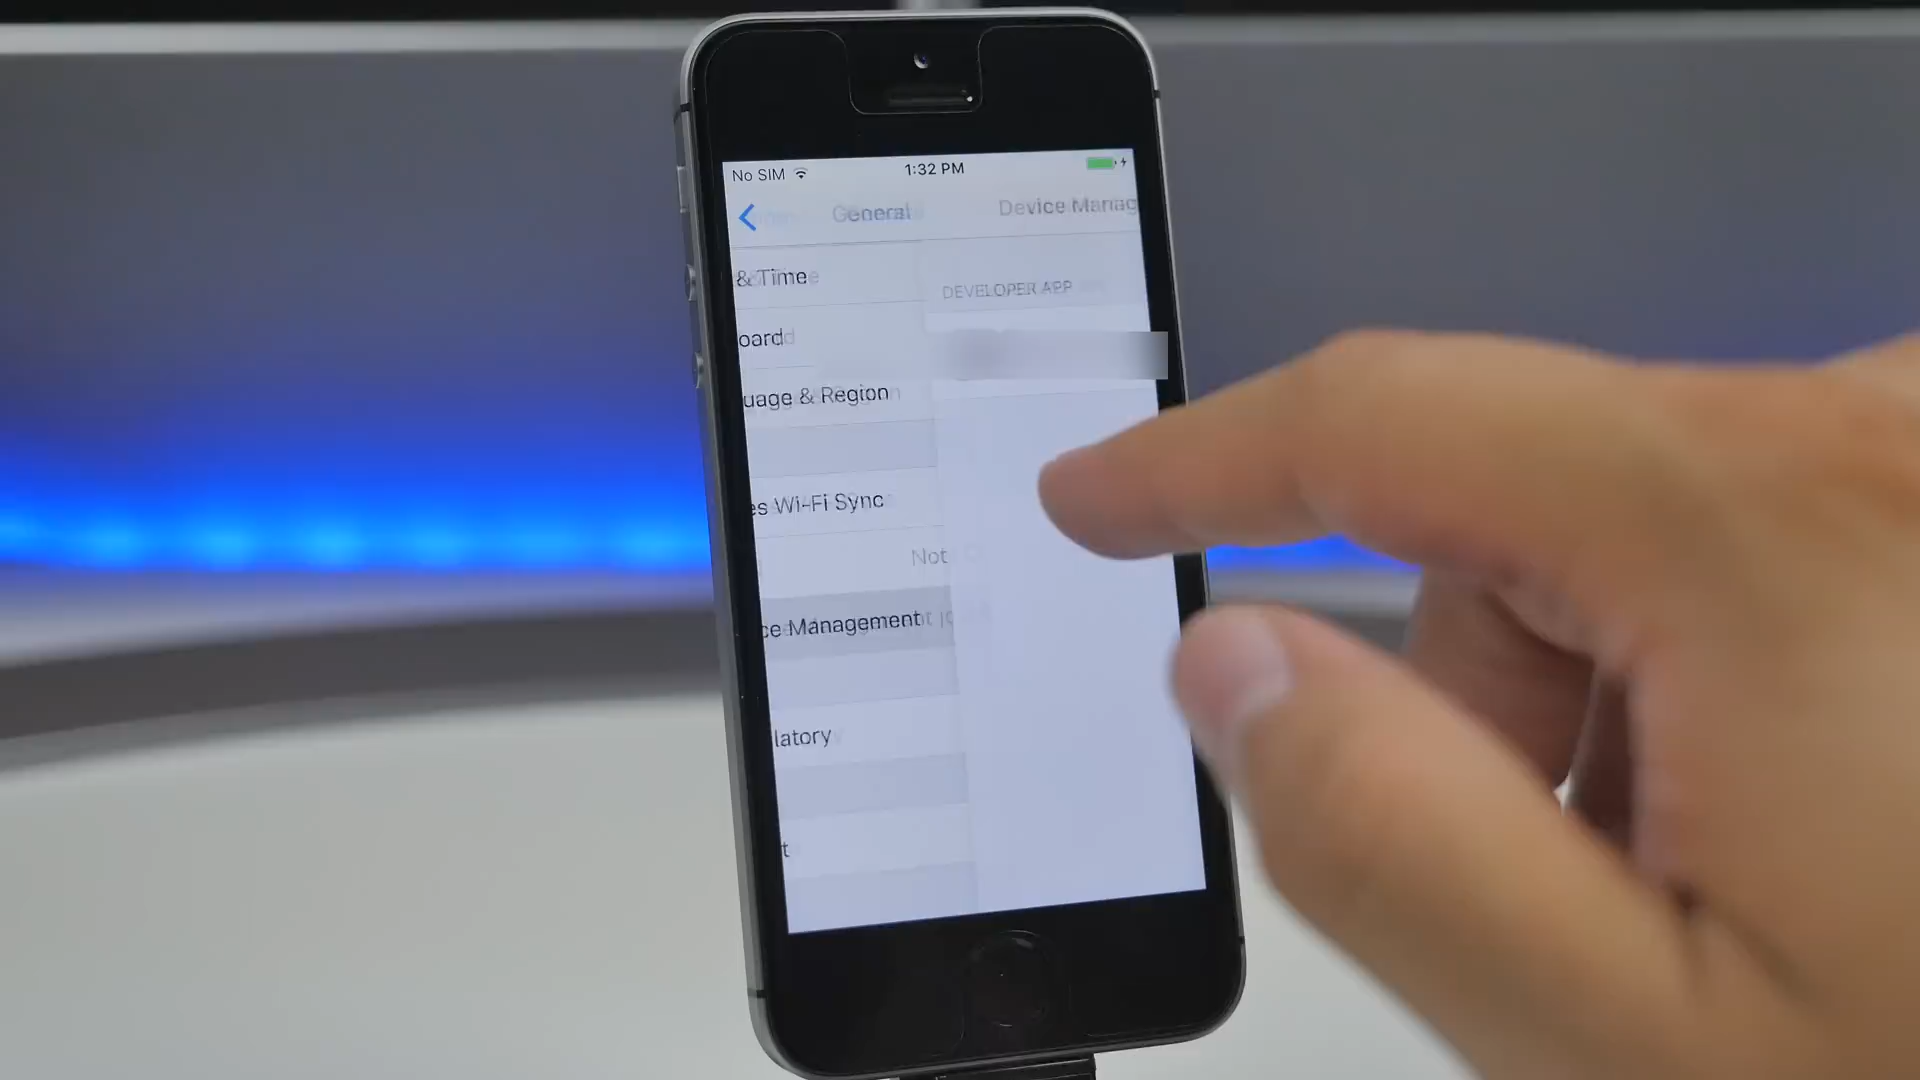 No SIM 1:32 PM
General Device Manag
& Time
DEVELOPER APP
oard
uage & Region
es Wi-Fi Sync
Not
ce Management
latory
t